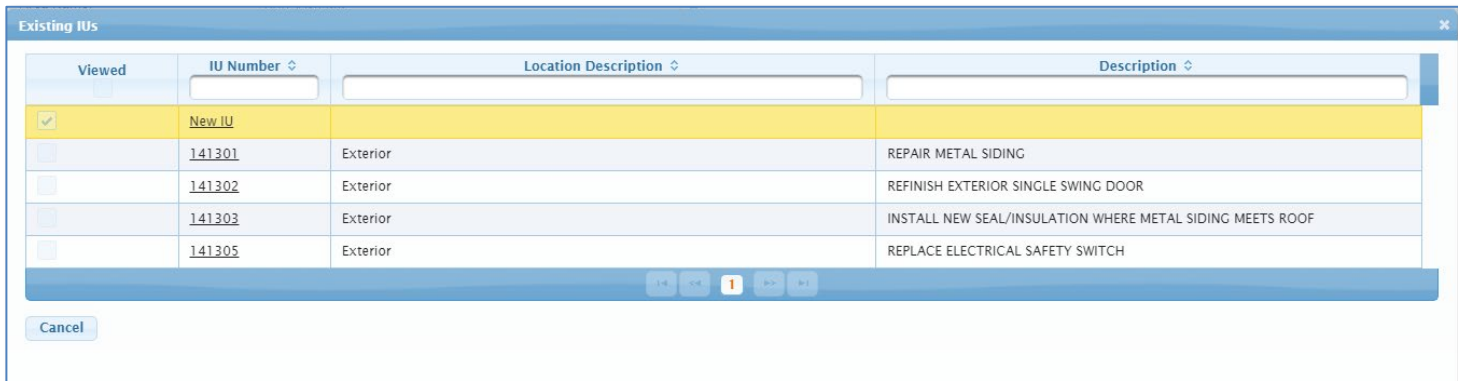 Existing IUs
Viewed IU Number Location Description Description
New IU
141301 Exterior REPAIR METAL SIDING
141302 Exterior REFINISH EXTERIOR SINGLE SWING DOOR
141303 Exterior INSTALL NEW SEAL/INSULATION WHERE METAL SIDING MEETS ROOF
141305 Exterior REPLACE ELECTRICAL SAFETY SWITCH
1
Cancel